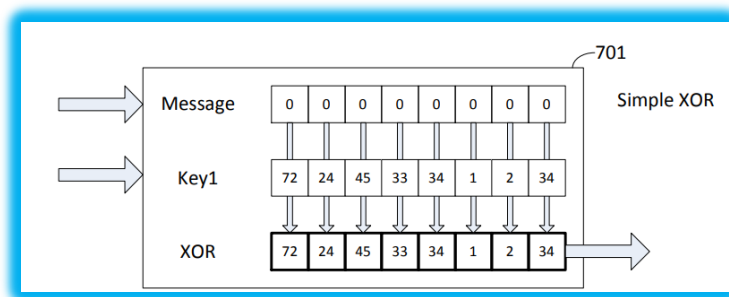 701
Message 0 0 0 0 0 0 0 0 Simple XOR
Key1 72 24 45 33 34 1 2 34
XOR 72 24 45 33 34 1 2 34